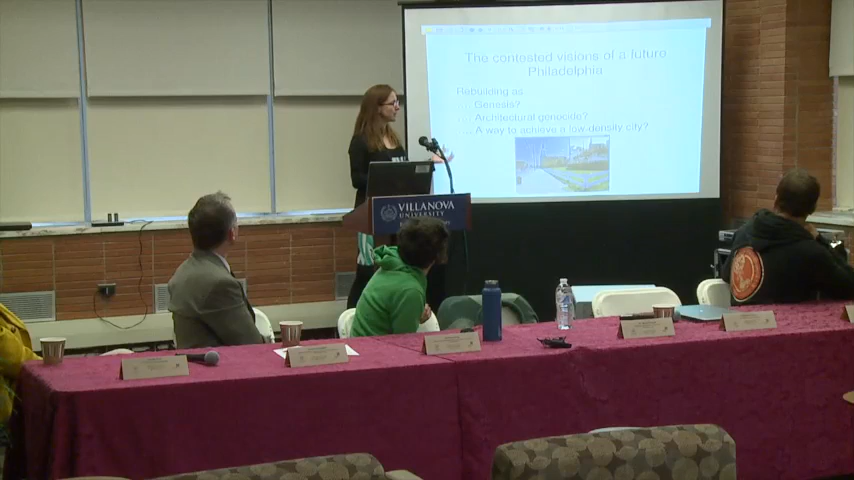 The contested visions of a future
Philadelphia
Rebuilding as
Genesis?
Architectural genocide?
A way to achieve a low-density city?
VILLANOVA
UNIVERSITY